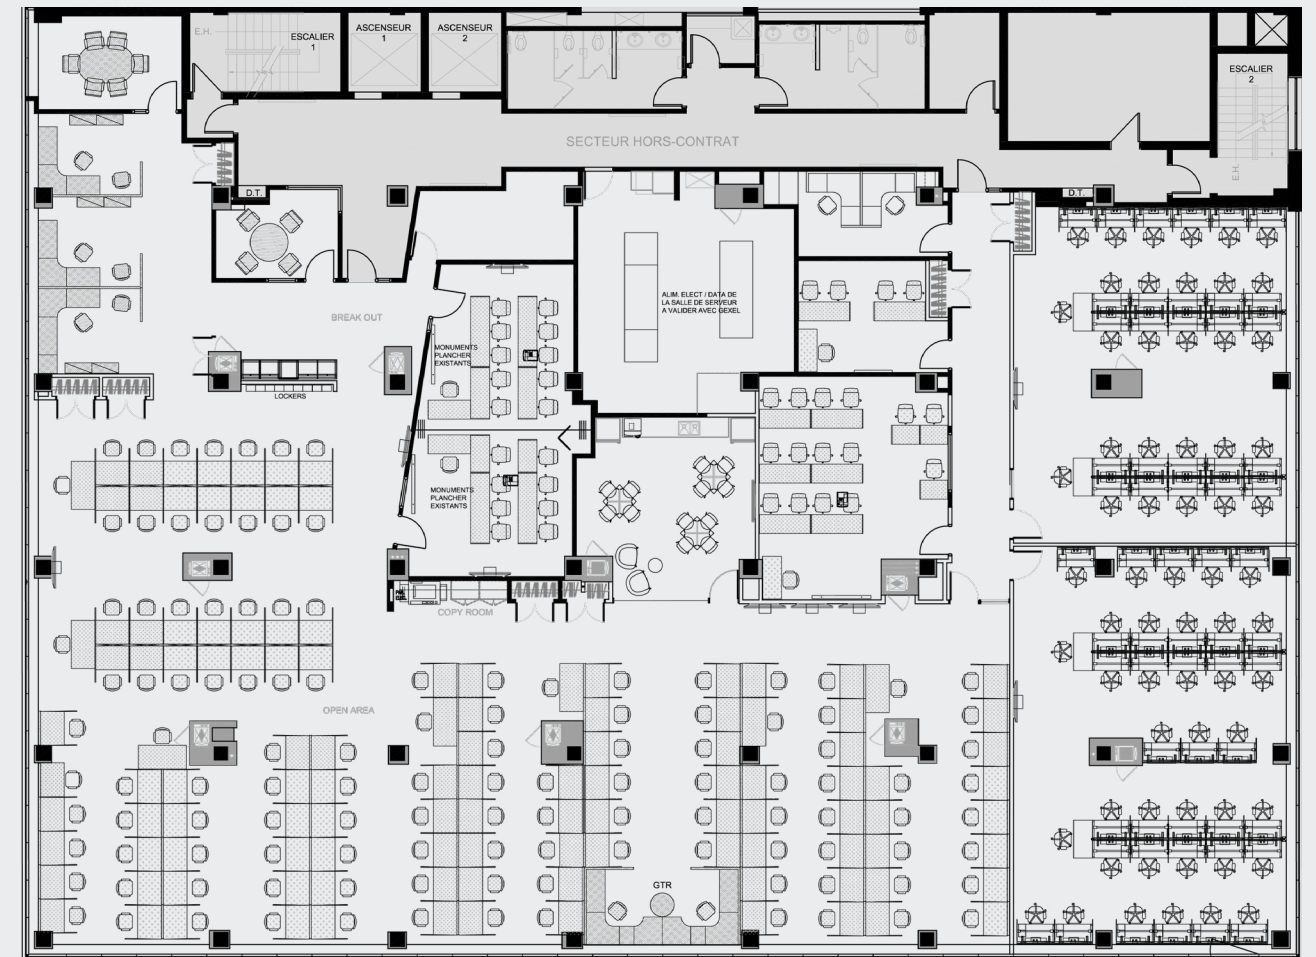 E.H.
ESCALIER
1
ASCENSEUR
1
ASCENSEUR
2
ESCALIER
2
SECTEUR HORS-CONTRAT
E.H.
D.T.
D.T.
ALIM. ELECT / DATA DE
LA SALLE DE SERVEUR
A VALIDER AVEC GEXEL
BREAK OUT
MONUMENTS
PLANCHER
EXISTANTS
LOCKERS
MONUMENTS
PLANCHER
EXISTANTS
COPY ROOM
OPEN AREA
GTR